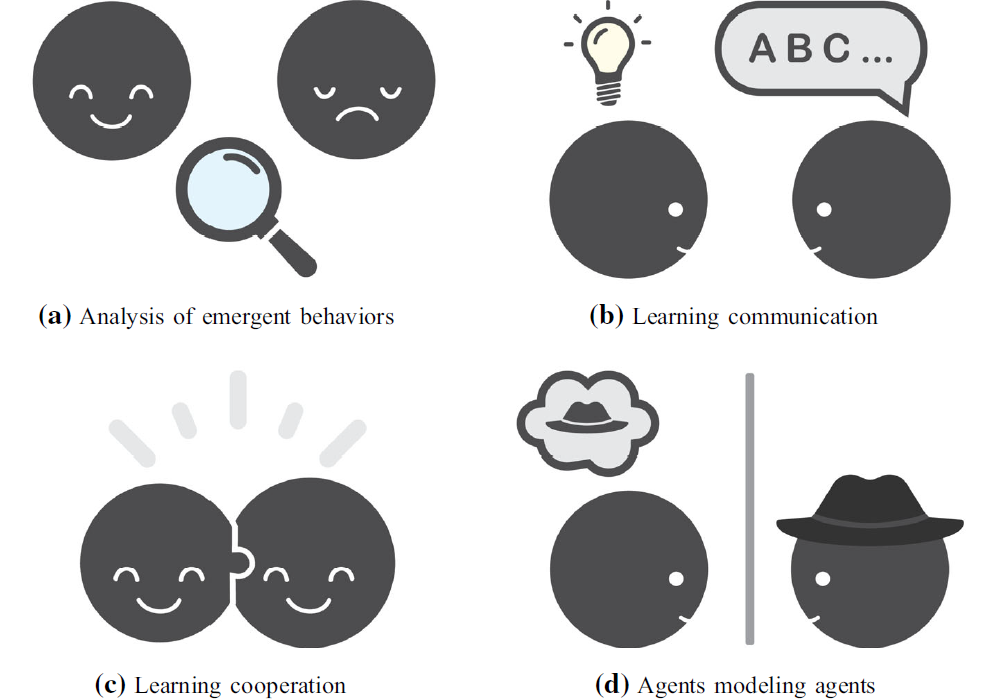 A B C ...
(a) Analysis of emergent behaviors
(b) Learning communication
(c) Learning cooperation
(d) Agents modeling agents